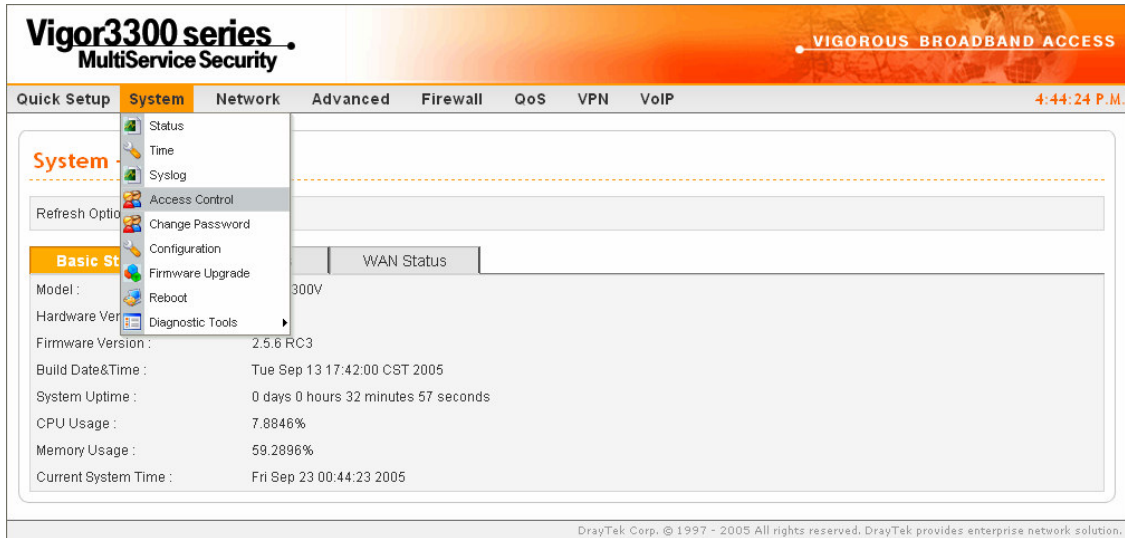 Vigor3300 series
MultiService Security
VIGOROUS BROADBAND ACCESS
Quick Setup System Network Advanced Firewall QoS VPN VoIP 4:44:24 P.M.
Status
Time
Syslog
Access Control
Change Password
Configuration
Firmware Upgrade
Reboot
Diagnostic Tools
System -
Refresh Optio
Basic St
WAN Status
Model : 300V
Hardware Ver
Firmware Version : 2.5.6 RC3
Build Date&Time : Tue Sep 13 17:42:00 CST 2005
System Uptime : 0 days 0 hours 32 minutes 57 seconds
CPU Usage : 7.8846%
Memory Usage : 59.2896%
Current System Time : Fri Sep 23 00:44:23 2005
DrayTek Corp. © 1997 - 2005 All rights reserved. DrayTek provides enterprise network solution.